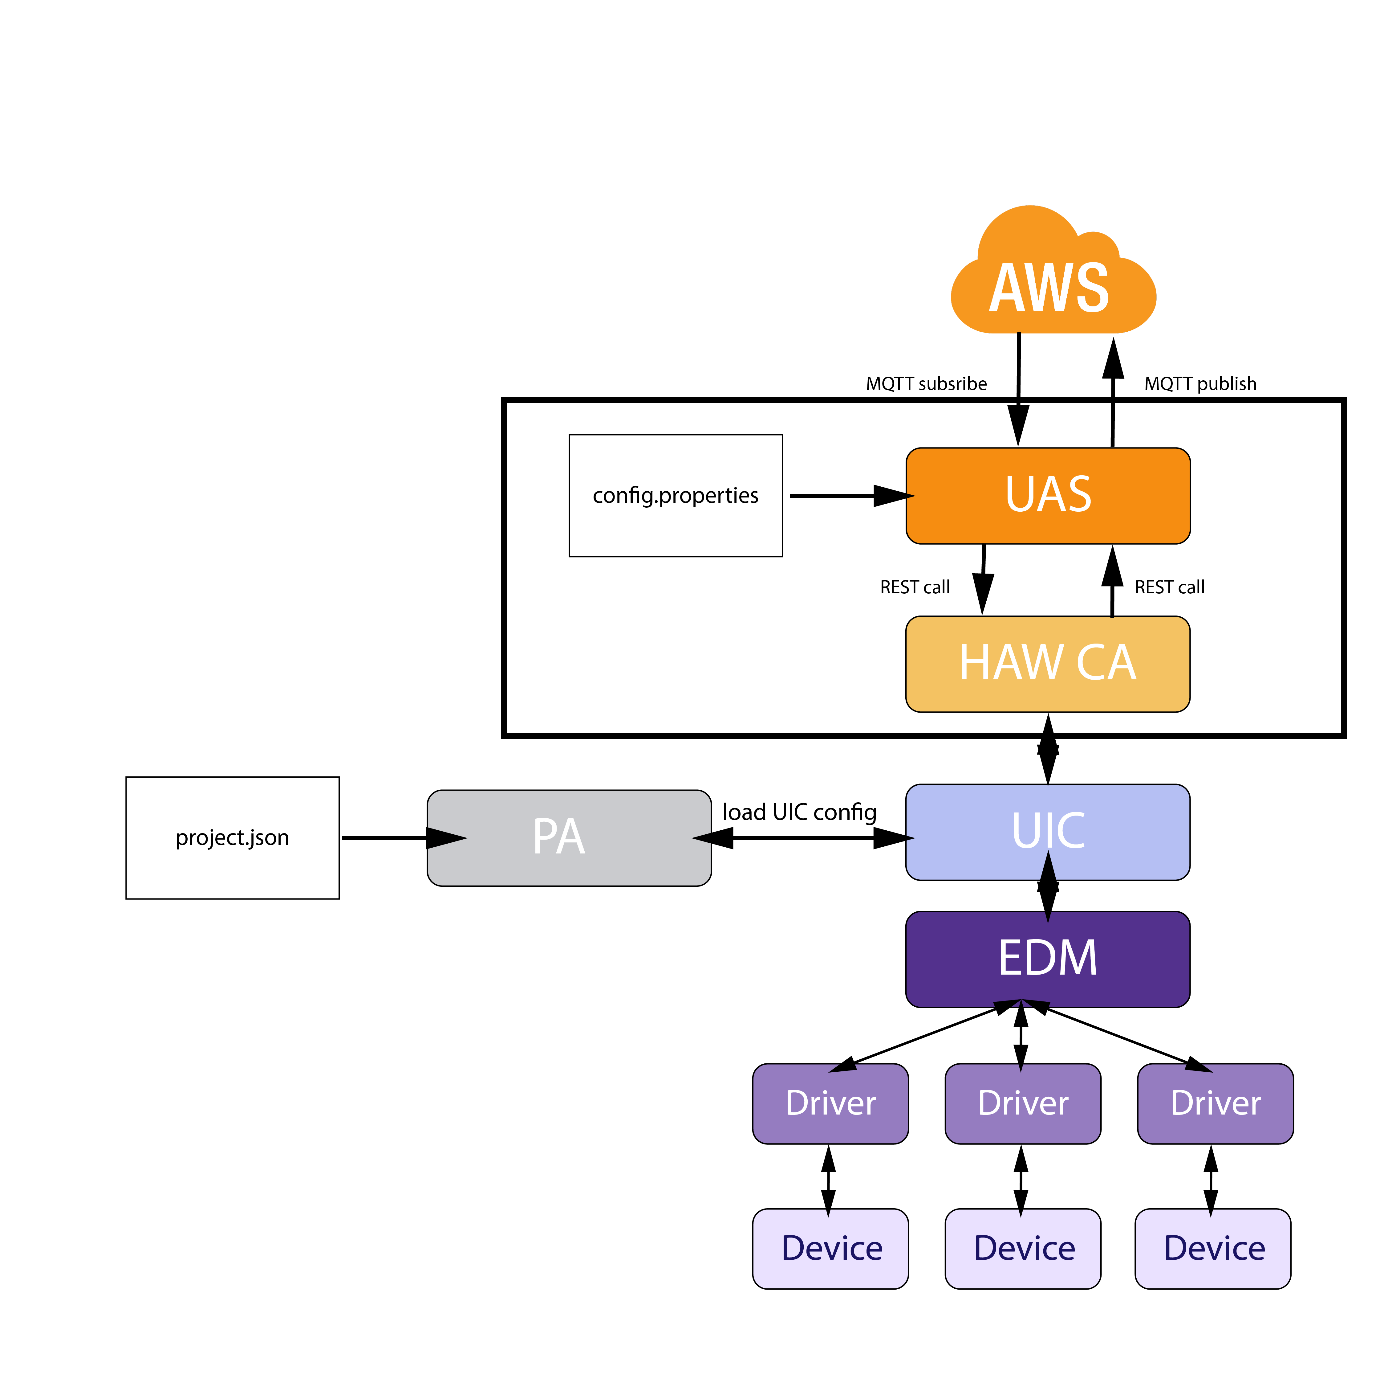 AWS
MQTT subsribe
MQTT publish
config.properties
UAS
REST call
REST call
HAW CA
project.json
PA
load UIC config
UIC
EDM
Driver
Driver
Driver
Device
Device
Device